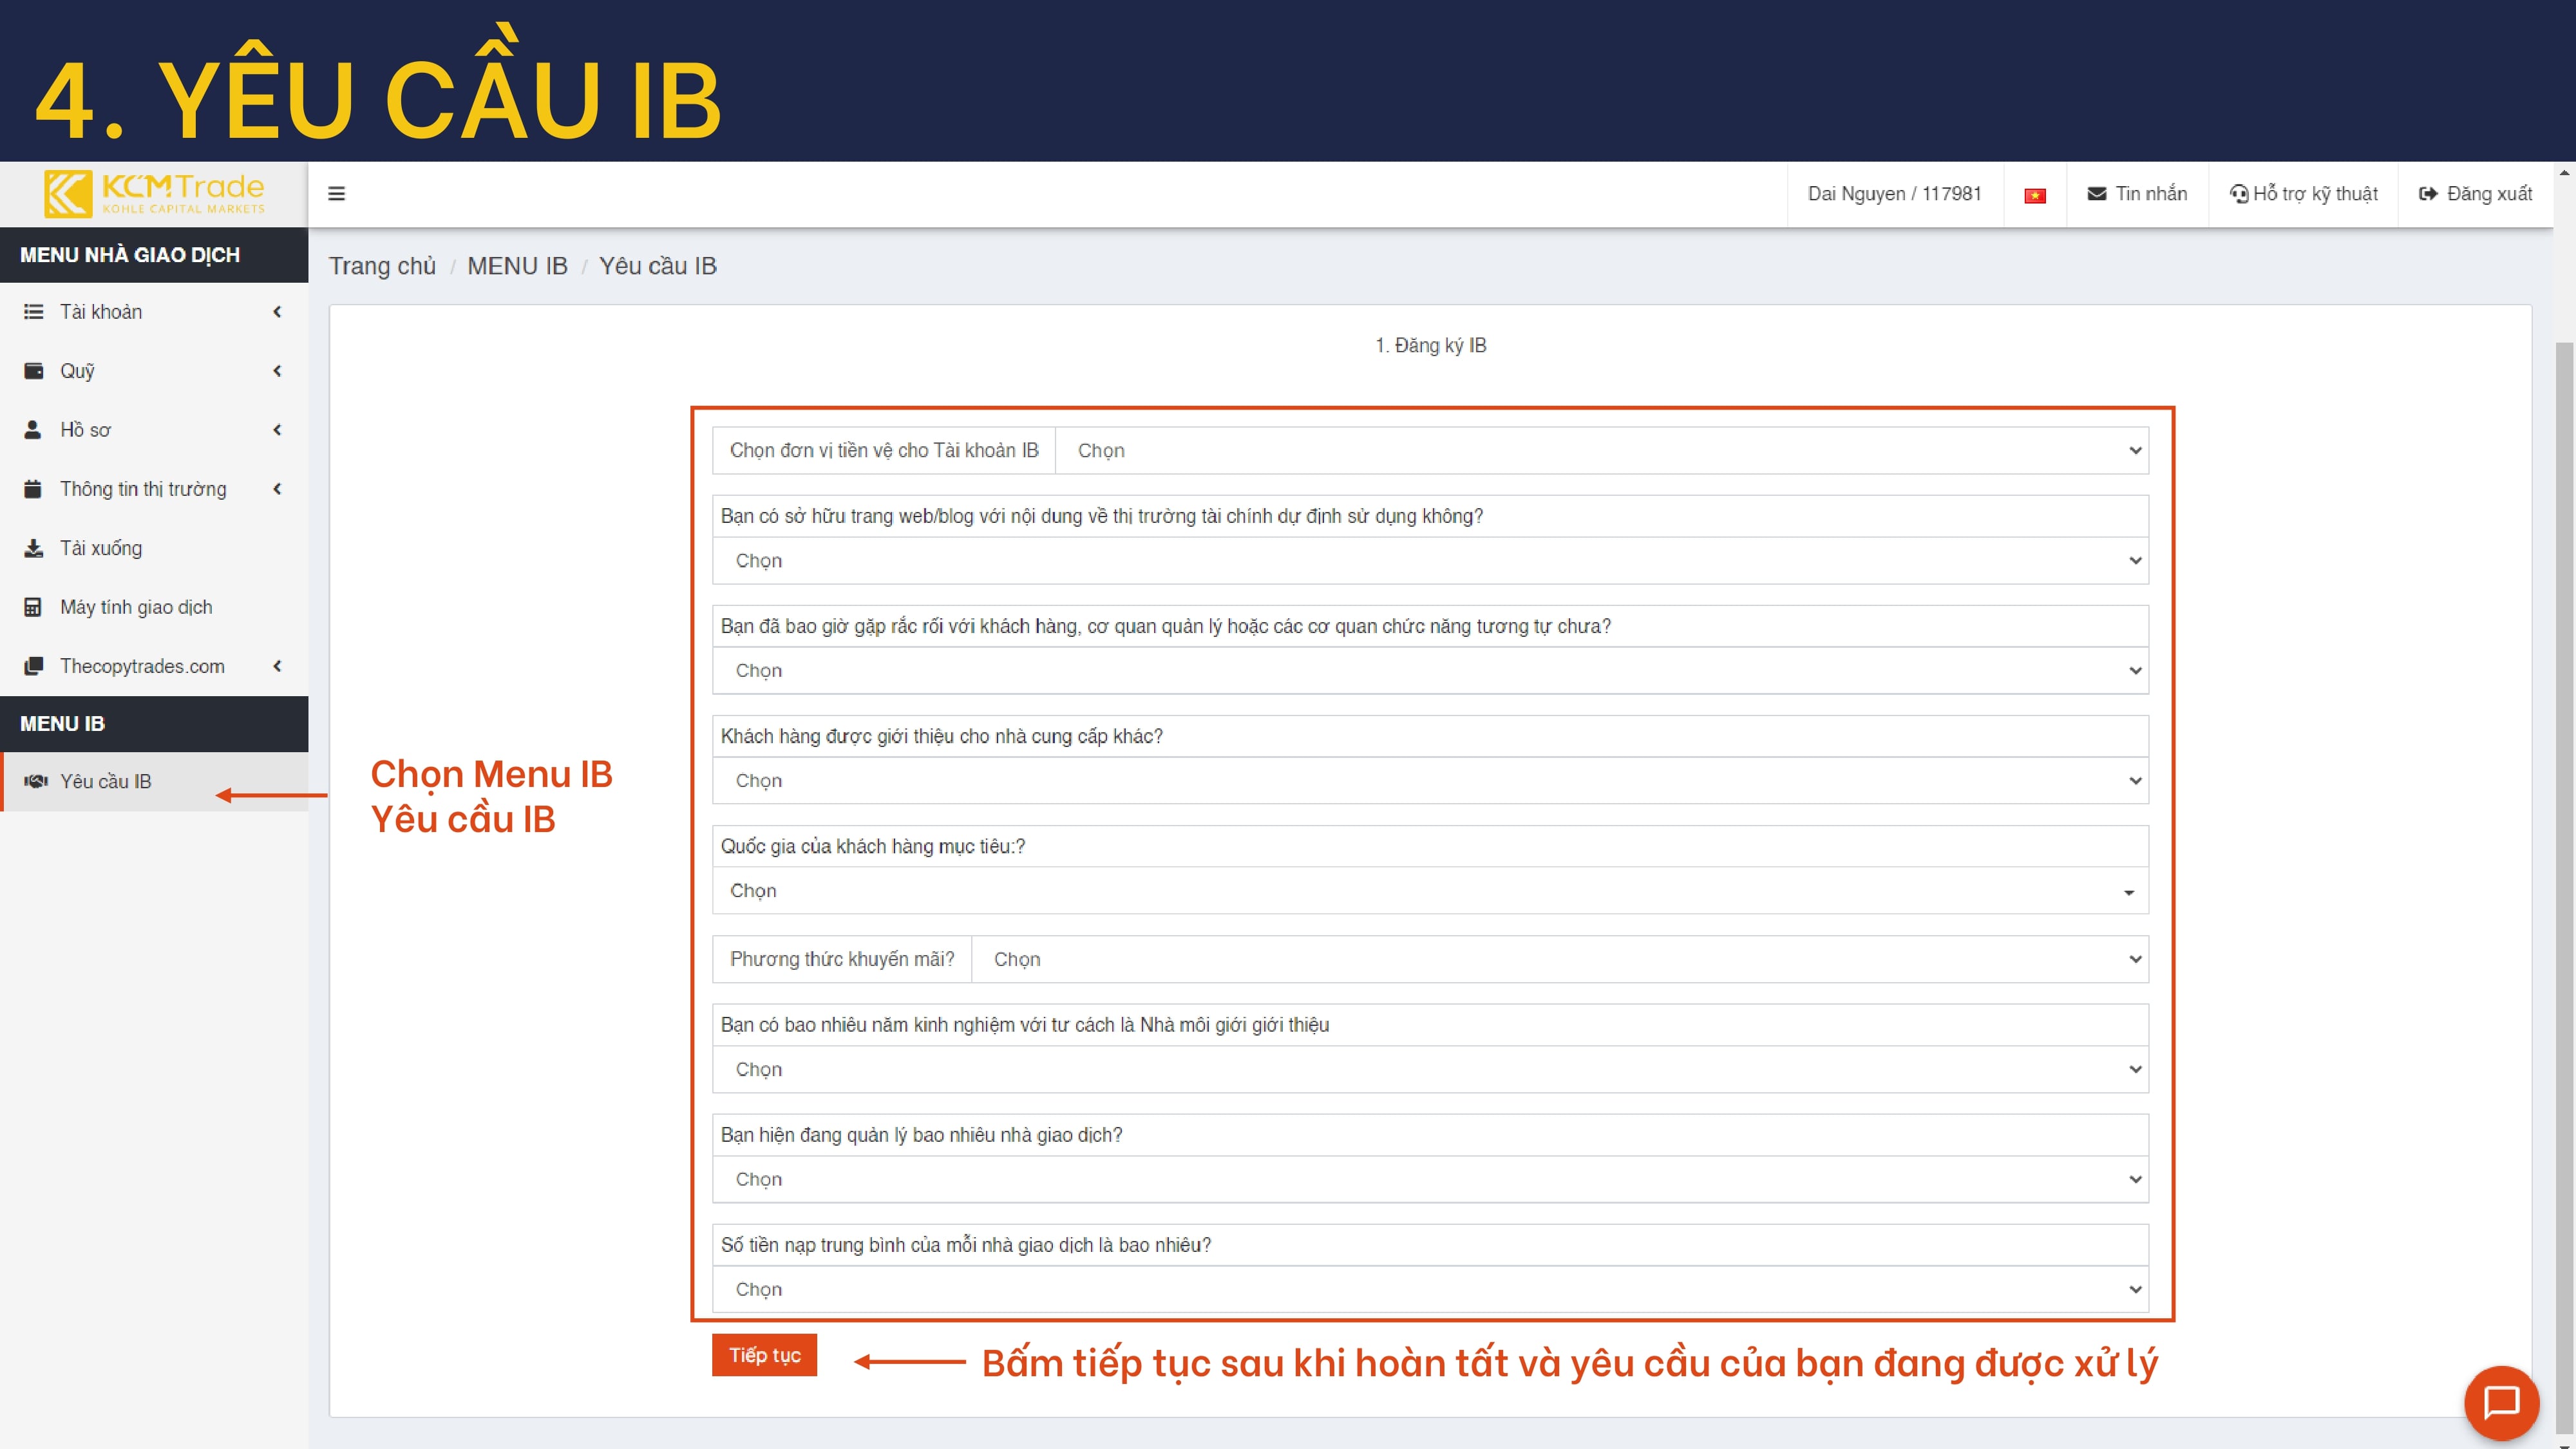 4. YÊU CẦU IB
KCMTrade
KOHLE CAPITAL MARKETS
Dai Nguyen / 117981
Tin nhắn
Hỗ trợ kỹ thuật
Đăng xuất
MENU NHÀ GIAO DỊCH
Tài khoản
Quỹ
Hồ sơ
Thông tin thị trường
Tải xuống
Máy tính giao dịch
Thecopytrades.com
MENU IB
Yêu cầu IB
Trang chủ / MENU IB / Yêu cầu IB
1. Đăng ký IB
Chọn Menu IB
Yêu cầu IB
Chọn đơn vị tiền vệ cho Tài khoản IB
Chọn
Bạn có sở hữu trang web/blog với nội dung về thị trường tài chính dự định sử dụng không?
Chọn
Bạn đã bao giờ gặp rắc rối với khách hàng, cơ quan quản lý hoặc các cơ quan chức năng tương tự chưa?
Chọn
Khách hàng được giới thiệu cho nhà cung cấp khác?
Chọn
Quốc gia của khách hàng mục tiêu:?
Chọn
Phương thức khuyến mãi?
Chọn
Bạn có bao nhiêu năm kinh nghiệm với tư cách là Nhà môi giới giới thiệu
Chọn
Bạn hiện đang quản lý bao nhiêu nhà giao dịch?
Chọn
Số tiền nạp trung bình của mỗi nhà giao dịch là bao nhiêu?
Chọn
Tiếp tục
Bấm tiếp tục sau khi hoàn tất và yêu cầu của bạn đang được xử lý